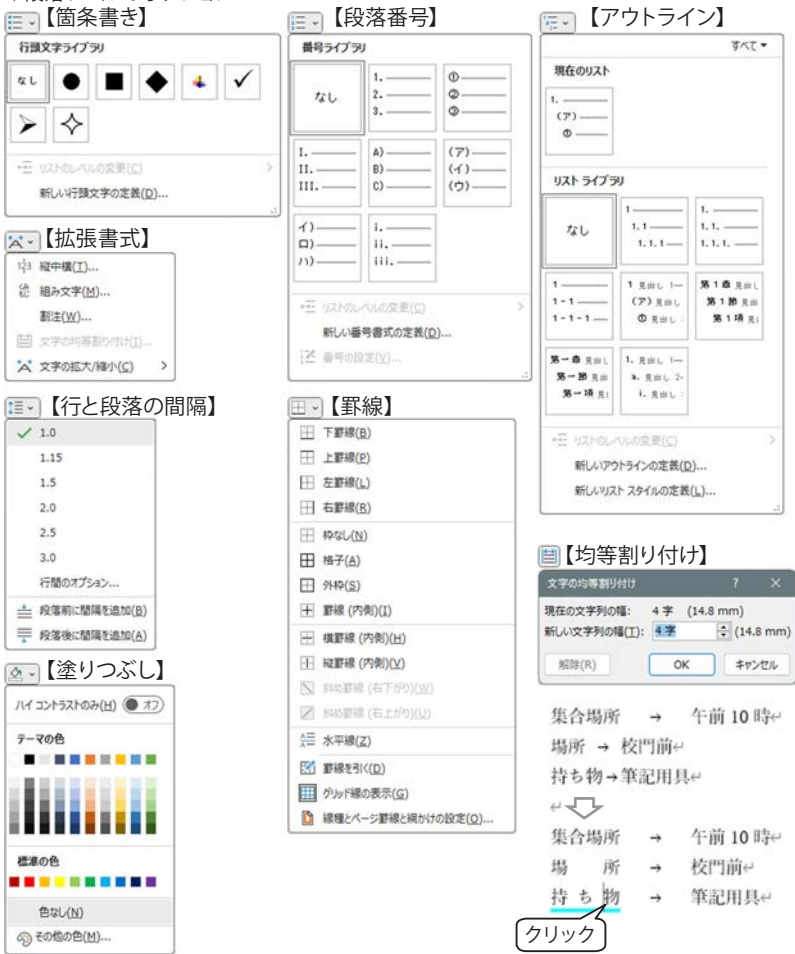 【箇条書き】
行頭文字ライブラリ
なし
リストのレベルの変更(C)
新しい行頭文字の定義(D)...
【拡張書式】
縦中横(T)...
組み文字(M)...
割注(W)...
文字の均等割り付け(I)...
文字の拡大/縮小(C)
【行と段落の間隔】
1.0
1.15
1.5
2.0
2.5
3.0
行間のオプション...
段落前に間隔を追加(B)
段落後に間隔を追加(A)
【塗りつぶし】
ハイ コントラストのみ(H) オフ
テーマの色
標準の色
色なし(N)
その他の色(M)...
【段落番号】
番号ライブラリ
なし
1.
2.
3.
①
②
③
I.
II.
III.
A)
B)
C)
(ア)
(イ)
(ウ)
イ)
ロ)
ハ)
i.
ii.
iii.
リストのレベルの変更(C)
新しい番号書式の定義(D)...
番号の設定(V)...
【罫線】
下罫線(B)
上罫線(P)
左罫線(L)
右罫線(R)
枠なし(N)
格子(A)
外枠(S)
罫線 (内側)(I)
横罫線 (内側)(H)
縦罫線 (内側)(V)
斜め罫線 (右下がり)(W)
斜め罫線 (右上がり)(U)
水平線(Z)
罫線を引く(D)
グリッド線の表示(G)
線種とページ罫線と網かけの設定(O)...
【アウトライン】
すべて
現在のリスト
1.
(ア)
①
リスト ライブラリ
なし
1
1.1
1.1.1
1.
1.1.
1.1.1.
1
1-1
1-1-1
1 見出し 1
(ア) 見出し
① 見出し
第1章 見出し
第1節 見出
第1項 見
第一章 見出し
第一節 見出
第一項 見
1. 見出し 1
a. 見出し 2
i. 見出し
リストのレベルの変更(C)
新しいアウトラインの定義(D)...
新しいリスト スタイルの定義(L)...
【均等割り付け】
文字の均等割り付け ? ×
現在の文字列の幅: 4 字 (14.8 mm)
新しい文字列の幅(T): 4 字 (14.8 mm)
解除(R) OK キャンセル
集合場所 → 午前 10 時↵
場所 → 校門前↵
持ち物→筆記用具↵
↵
集合場所 → 午前 10 時↵
場 所 → 校門前↵
持 ち 物 → 筆記用具↵
クリック